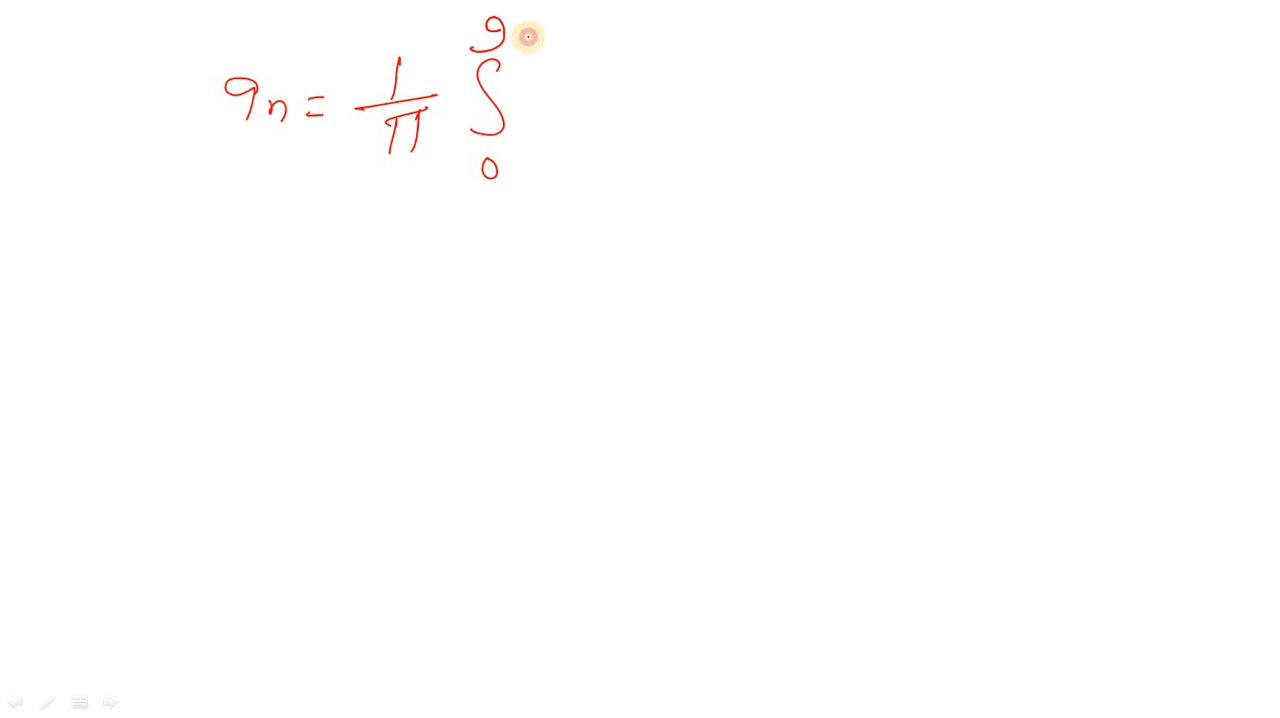 an = 1/π ∫₀⁹